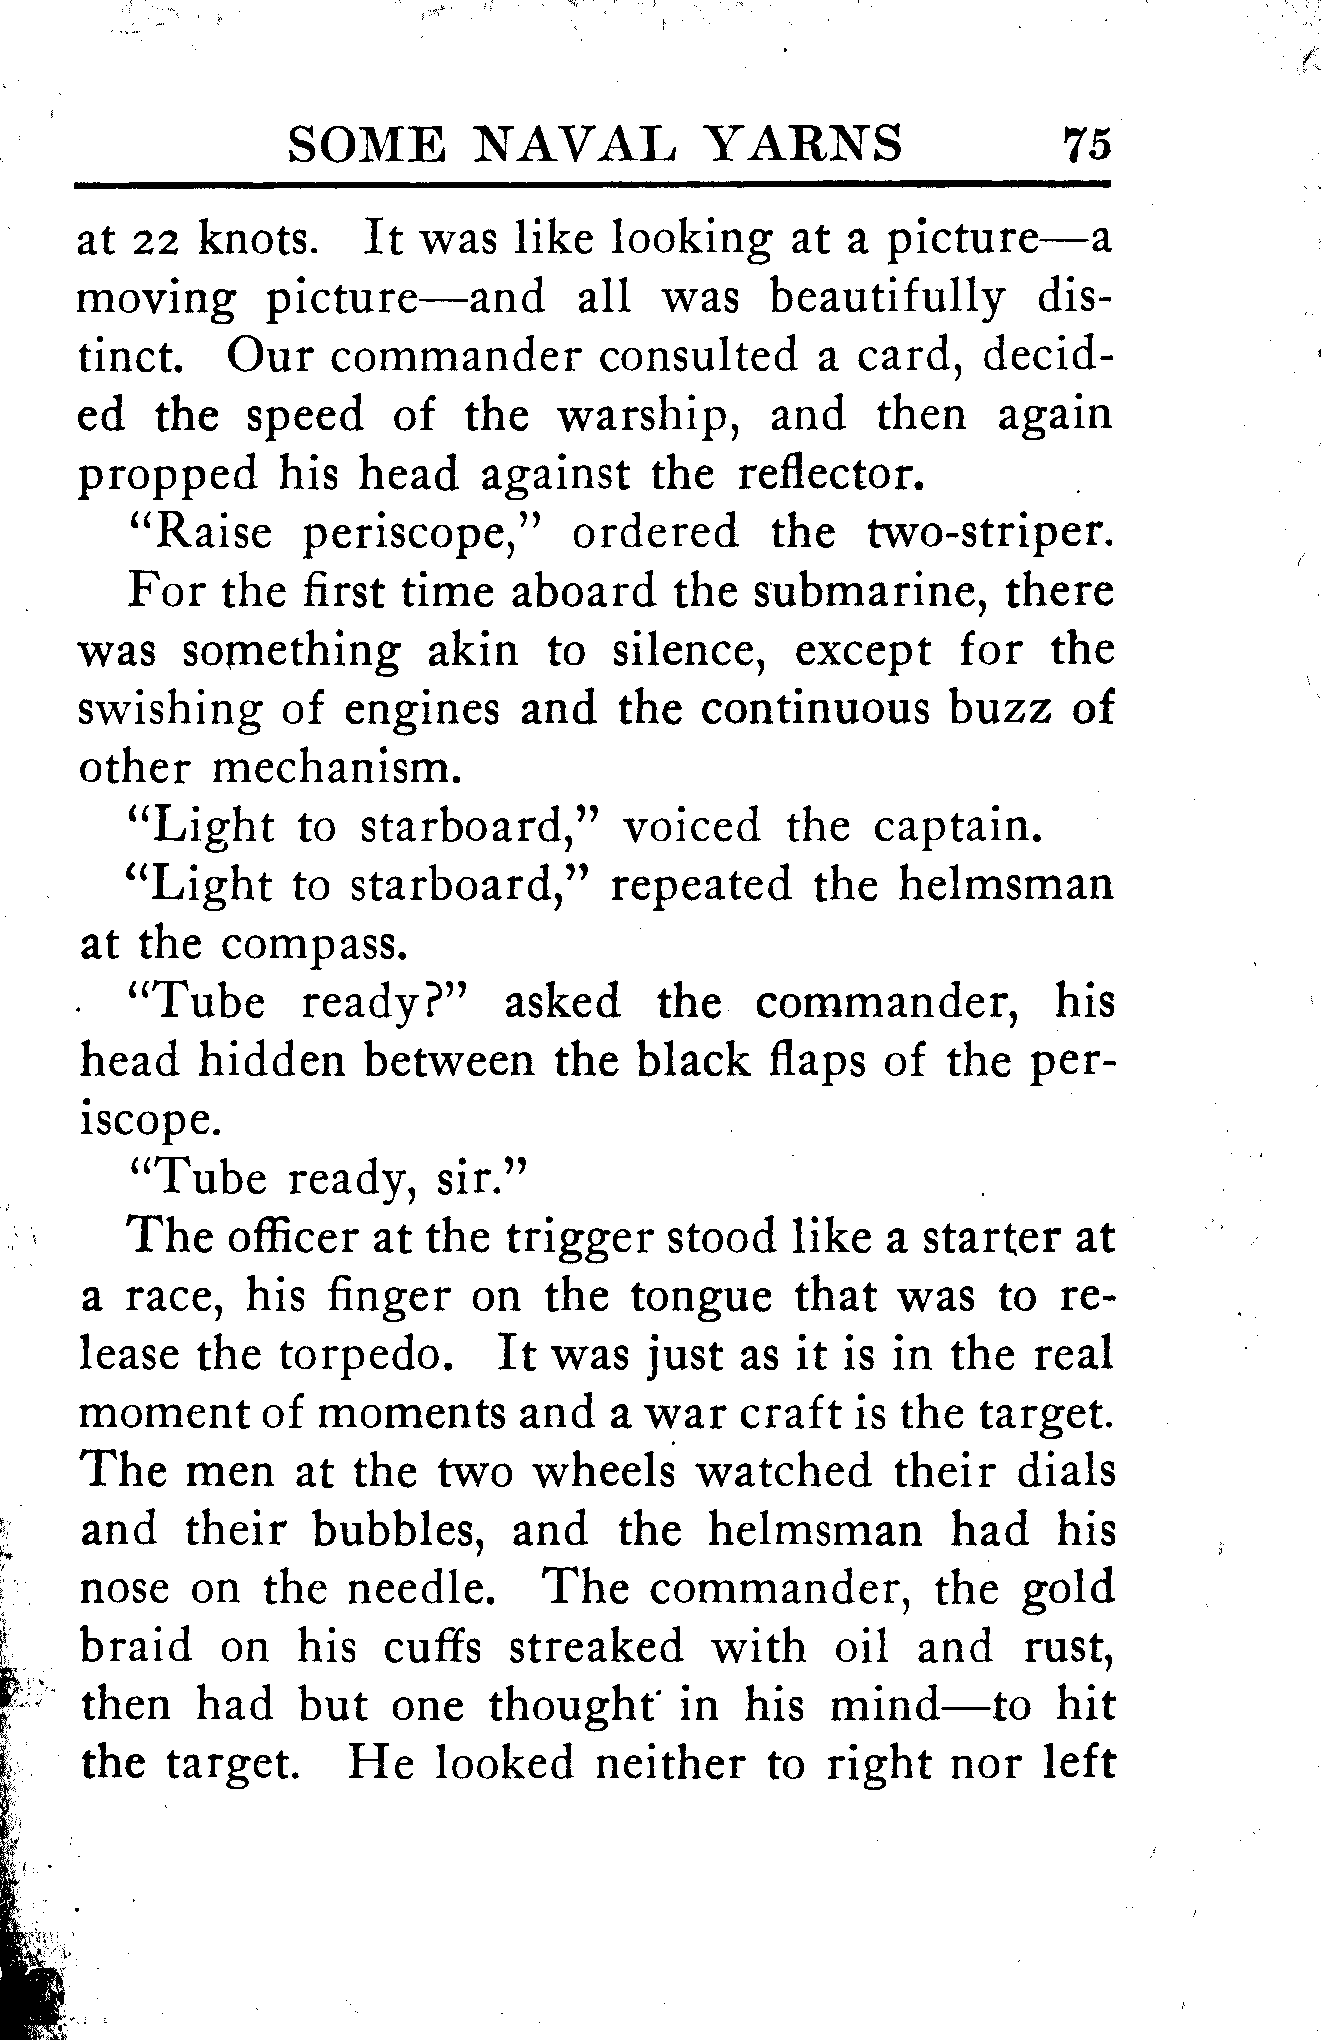 SOME NAVAL YARNS 75
at 22 knots. It was like looking at a picture—a
moving picture—and all was beautifully dis-
tinct. Our commander consulted a card, decid-
ed the speed of the warship, and then again
propped his head against the reflector.
“Raise periscope,” ordered the two-striper.
For the first time aboard the submarine, there
was something akin to silence, except for the
swishing of engines and the continuous buzz of
other mechanism.
“Light to starboard,” voiced the captain.
“Light to starboard,” repeated the helmsman
at the compass.
“Tube ready?” asked the commander, his
head hidden between the black flaps of the per-
iscope.
“Tube ready, sir.”
The officer at the trigger stood like a starter at
a race, his finger on the tongue that was to re-
lease the torpedo. It was just as it is in the real
moment of moments and a war craft is the target.
The men at the two wheels watched their dials
and their bubbles, and the helmsman had his
nose on the needle. The commander, the gold
braid on his cuffs streaked with oil and rust,
then had but one thought in his mind—to hit
the target. He looked neither to right nor left